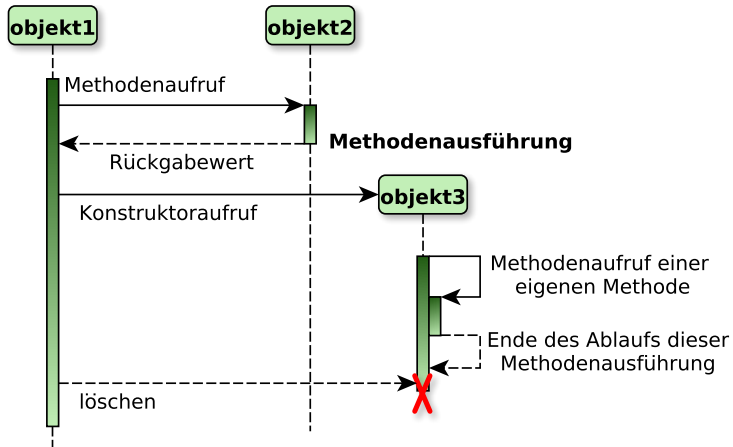 objekt1
objekt2
Methodenaufruf
Methodenausführung
Rückgabewert
objekt3
Konstruktoraufruf
Methodenaufruf einer
eigenen Methode
Ende des Ablaufs dieser
Methodenausführung
löschen